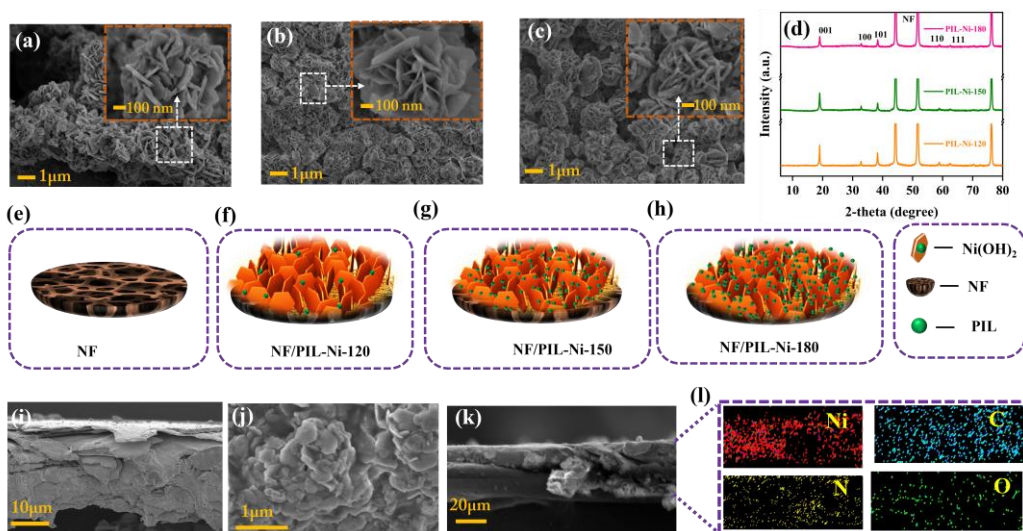 (a)
100 nm
1μm
(b)
100 nm
1μm
(c)
100 nm
1μm
(d)
NF
PIL-Ni-180
001
100
101
110
111
PIL-Ni-150
PIL-Ni-120
Intensity (a.u.)
10 20 30 40 50 60 70 80
2-theta (degree)
(e)
NF
(f)
NF/PIL-Ni-120
(g)
NF/PIL-Ni-150
(h)
NF/PIL-Ni-180
Ni(OH)₂
NF
PIL
(i)
10μm
(j)
1μm
(k)
20μm
(l)
Ni
C
N
O